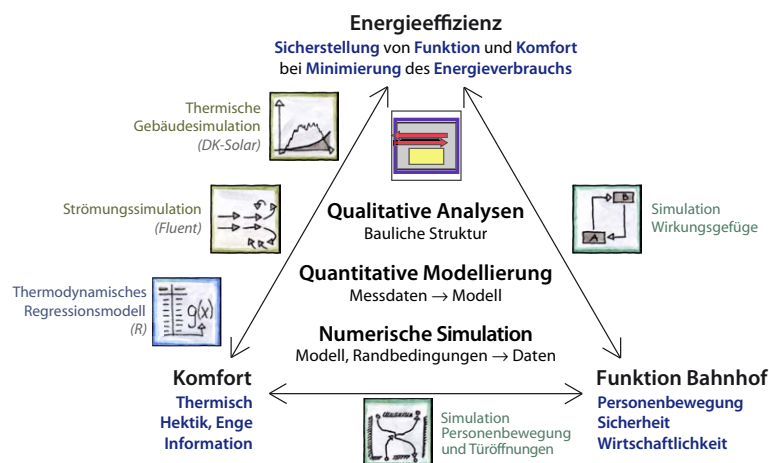 Energieeffizienz
Sicherstellung von Funktion und Komfort
bei Minimierung des Energieverbrauchs
Thermische
Gebäudesimulation
(DK-Solar)
Strömungssimulation
(Fluent)
Thermodynamisches
Regressionsmodell
(R)
g(x)
Qualitative Analysen
Bauliche Struktur
Quantitative Modellierung
Messdaten → Modell
Numerische Simulation
Modell, Randbedingungen → Daten
B
A
Simulation
Wirkungsgefüge
Komfort
Thermisch
Hektik, Enge
Information
Simulation
Personenbewegung
und Türöffnungen
Funktion Bahnhof
Personenbewegung
Sicherheit
Wirtschaftlichkeit